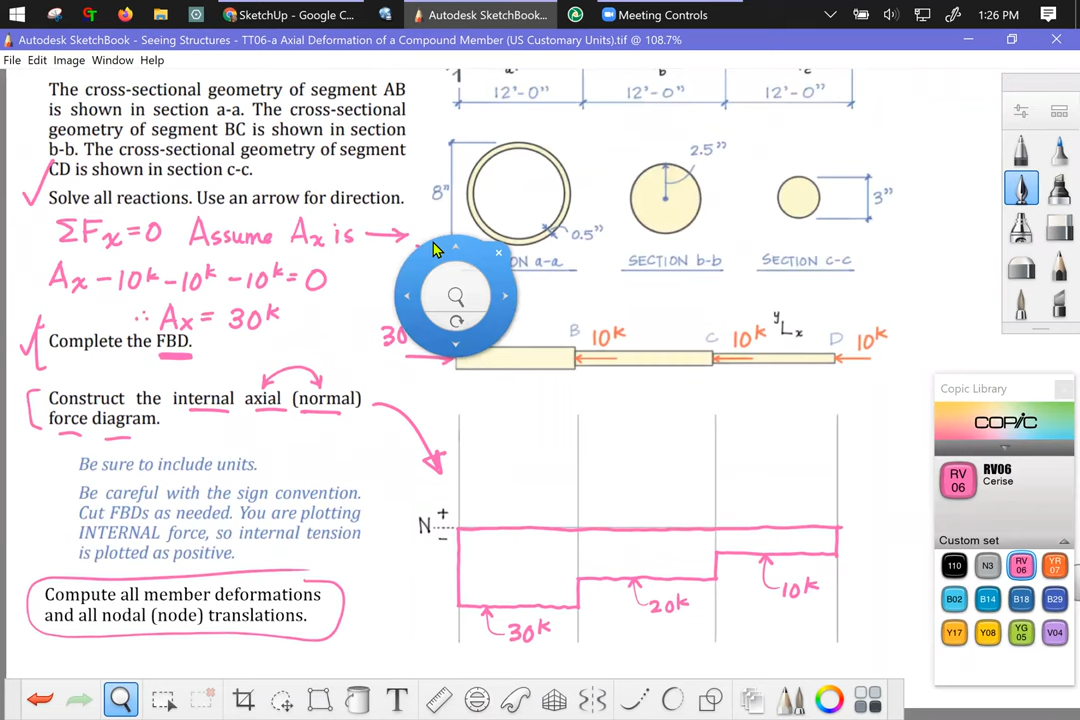 SketchUp - Google C...
Autodesk SketchBook...
Meeting Controls
1:26 PM
Autodesk SketchBook - Seeing Structures - TT06-a Axial Deformation of a Compound Member (US Customary Units).tif @ 108.7%
File Edit Image Window Help
The cross-sectional geometry of segment AB
is shown in section a-a. The cross-sectional
geometry of segment BC is shown in section
b-b. The cross-sectional geometry of segment
CD is shown in section c-c.
Solve all reactions. Use an arrow for direction.
ΣFx=0 Assume Ax is →
Ax - 10k - 10k - 10k = 0
∴ Ax = 30k
Complete the FBD.
Construct the internal axial (normal)
force diagram.
Be sure to include units.
Be careful with the sign convention.
Cut FBDs as needed. You are plotting
INTERNAL force, so internal tension
is plotted as positive.
Compute all member deformations
and all nodal (node) translations.
12'-0" 12'-0" 12'-0"
8"
0.5"
2.5"
3"
ON a-a
SECTION b-b
SECTION c-c
30
B
10k
C
10k
y
x
D
10k
N + -
30k
20k
10k
Copic Library
COPIC
RV
06
RV06
Cerise
Custom set
110 N3 RV 06 YR 07
B02 B14 B18 B29
Y17 Y08 YG 05 V04
T